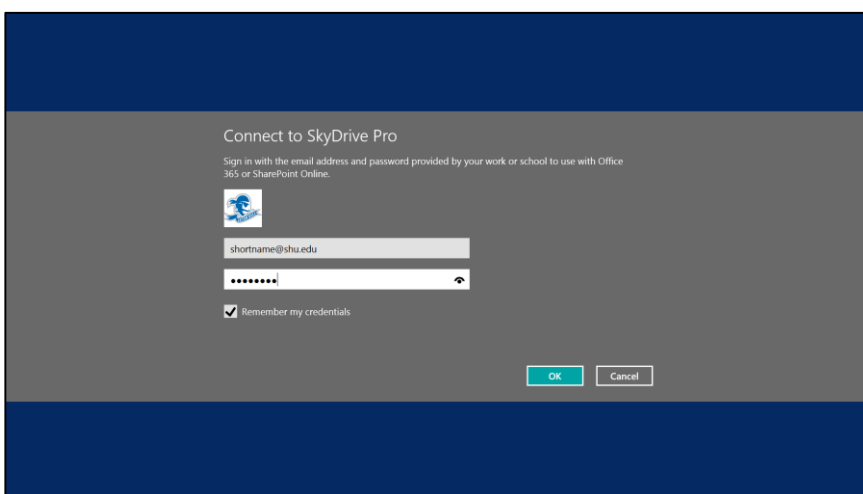 Connect to SkyDrive Pro
Sign in with the email address and password provided by your work or school to use with Office
365 or SharePoint Online.
shortname@shu.edu
••••••••
Remember my credentials
OK Cancel